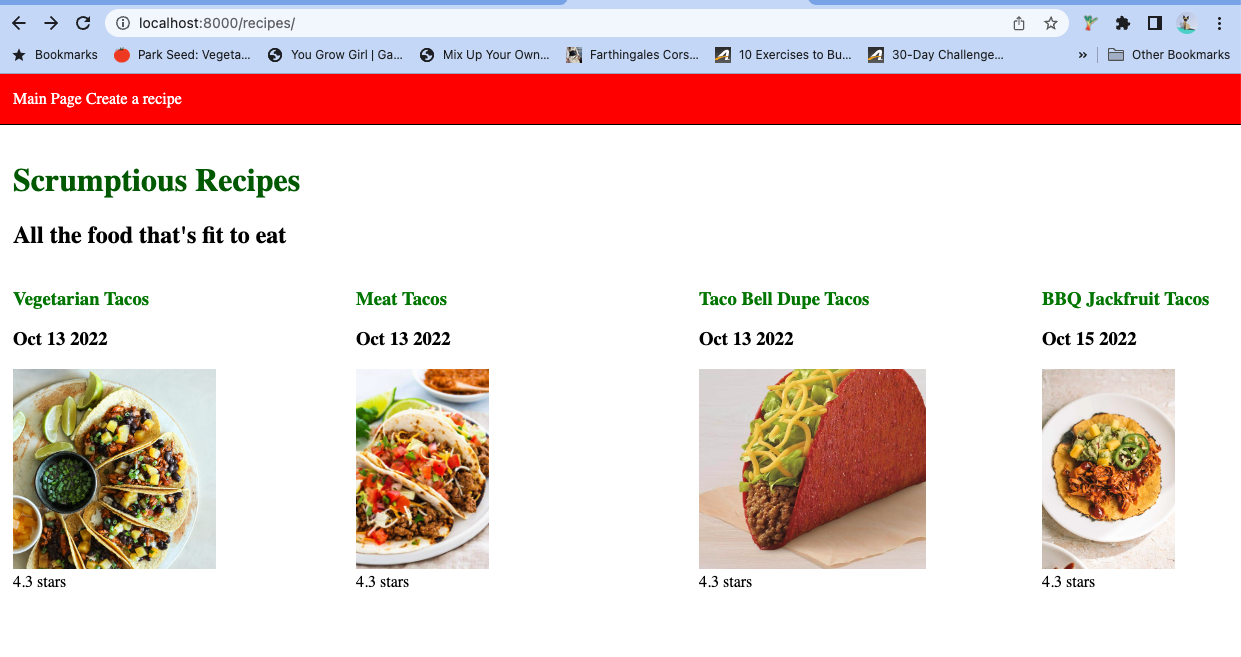 localhost:8000/recipes/
Bookmarks Park Seed: Vegeta... You Grow Girl | Ga... Mix Up Your Own... Farthingales Cors... 10 Exercises to Bu... 30-Day Challenge... » Other Bookmarks
Main Page Create a recipe
Scrumptious Recipes
All the food that's fit to eat
Vegetarian Tacos Meat Tacos Taco Bell Dupe Tacos BBQ Jackfruit Tacos
Oct 13 2022 Oct 13 2022 Oct 13 2022 Oct 15 2022
4.3 stars 4.3 stars 4.3 stars 4.3 stars